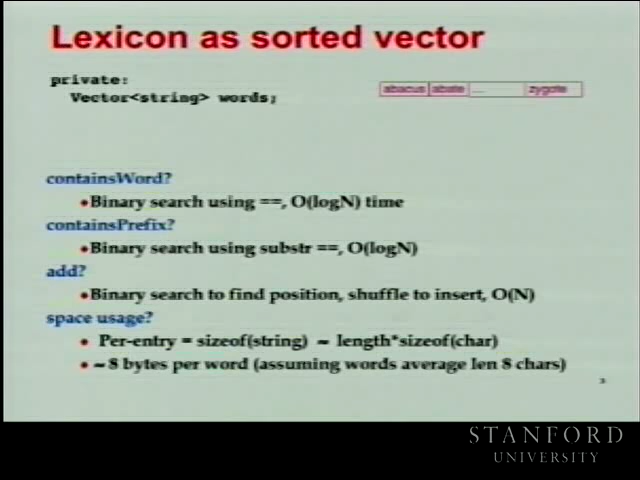 Lexicon as sorted vector
private:
Vector<string> words;
abacus abate ... zygote
containsWord?
•Binary search using ==, O(logN) time
containsPrefix?
•Binary search using substr ==, O(logN)
add?
•Binary search to find position, shuffle to insert, O(N)
space usage?
• Per-entry = sizeof(string) ~ length*sizeof(char)
• ~ 8 bytes per word (assuming words average len 8 chars)
3
STANFORD
UNIVERSITY